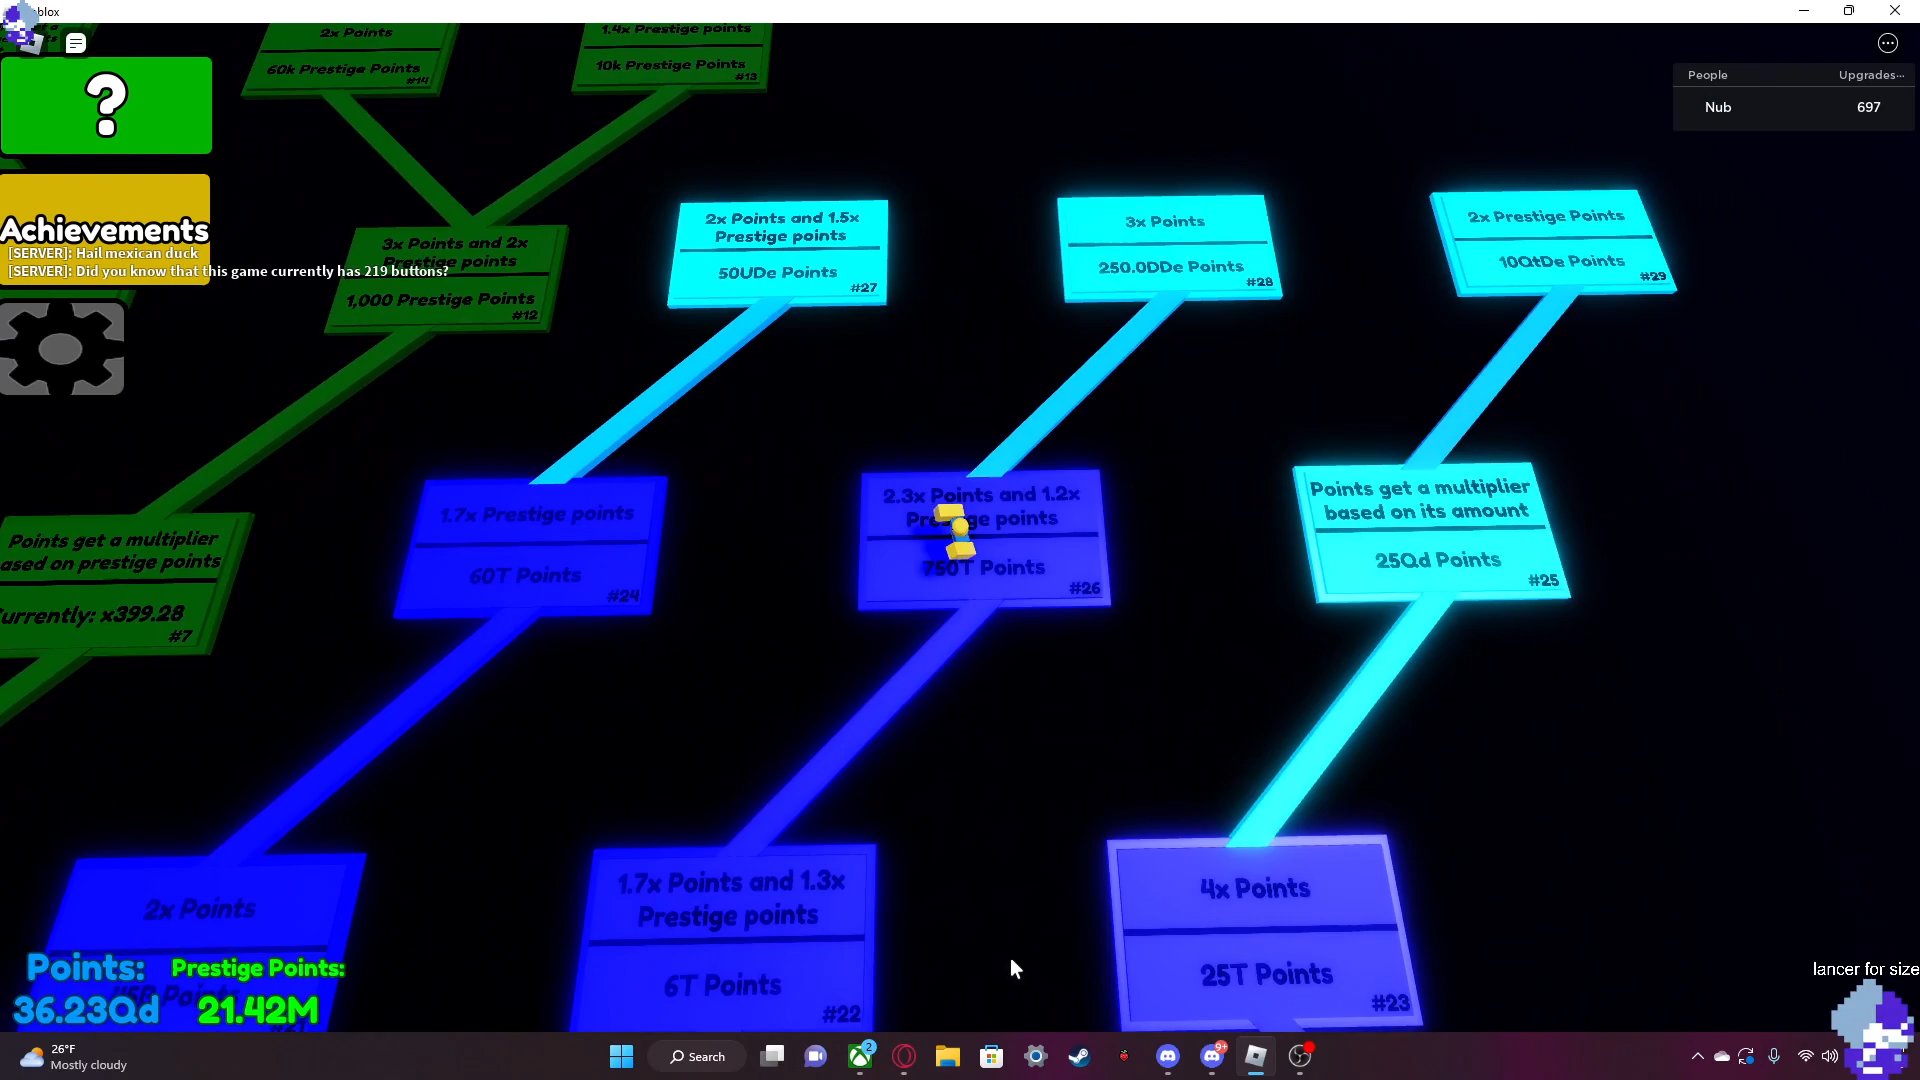 blox
2x Points
60k Prestige Points
#14
1.4x Prestige points
10k Prestige Points
#13
People
Upgrades...
Nub
697
Achievements
[SERVER]: Hail mexican duck
[SERVER]: Did you know that this game currently has 219 buttons?
3x Points and 2x
Prestige points
1,000 Prestige Points
#12
2x Points and 1.5x
Prestige points
50UDe Points
#27
3x Points
250.0DDe Points
#28
2x Prestige Points
10QtDe Points
#29
Points get a multiplier
ased on prestige points
Currently: x399.28
#7
1.7x Prestige points
60T Points
#24
2.3x Points and 1.2x
Prestige points
750T Points
#26
Points get a multiplier
based on its amount
25Qd Points
#25
2x Points
Points
1.7x Points and 1.3x
Prestige points
6T Points
#22
4x Points
25T Points
#23
Points:
36.23Qd
Prestige Points:
21.42M
lancer for size
26°F
Mostly cloudy
Search
2
9+